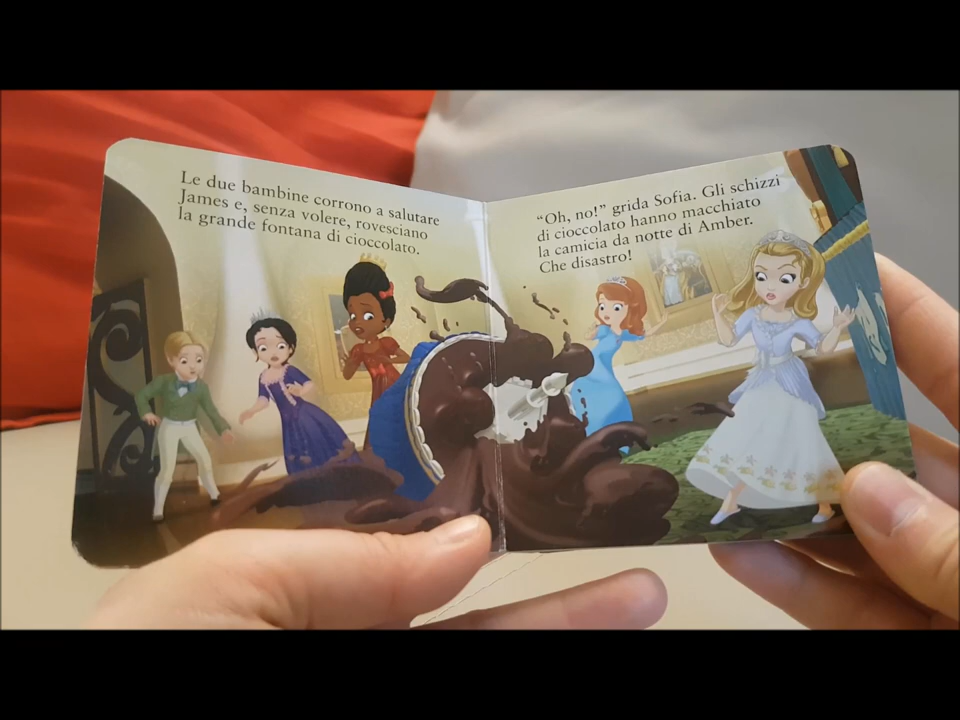 Le due bambine corrono a salutare
James e, senza volere, rovesciano
la grande fontana di cioccolato.
“Oh, no!” grida Sofia. Gli schizzi
di cioccolato hanno macchiato
la camicia da notte di Amber.
Che disastro!